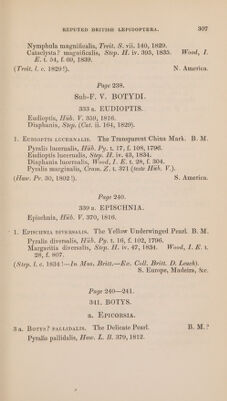 REPUTED BRITISH LEPIDOPTERA. 307
Nymphula magnificalis, Treit. S. vii. 140, 1829.
Cataclysta? magnificalis, Step. H. iv. 395, 1835. Wood, I.
E. t. 54, f. 69, 1839.
(Treit. l. c. 1829!). N. America.
Page 238.
Sub-F. V. BOTYDI.
333 a. EUDIOPTIS.
Eudioptis, Hüb. V. 359, 1816.
Diaphania, Step. (Cat. ii. 164, 1829).
1. Eudioptis lucernalis. The Transparent China Mark. B. M.
Pyralis lucernalis, Hüb. Py. t. 17, f. 108, 1796.
Eudioptis lucernalis, Step. H. iv. 43, 1834.
Diaphania lucernalis, Wood, I. E. t. 28, f. 304.
Pyralis marginalis, Cram. Z. t. 371 (teste Hüb. V.).
(Haw. Pr. 30, 1802!). S. America.
Page 240.
339 a. EPISCHNIA.
Epischnia, Hüb. V. 370, 1816.
1. Epischnia diversalis. The Yellow Underwinged Pearl. B. M.
Pyralis diversalis, Hüb. Py. t. 16, f. 102, 1796.
Margaritia diversalis, Step. H. iv. 47, 1834. Wood, I. E. t.
28, f. 807.
(Step. l. c. 1834!—In Mus. Britt.—Ex. Coll. Britt. D. Leach).
S. Europe, Madeira, &c.
Page 240—241.
341. BOTYS.
a. Epicorsia.
3 a. Botys? pallidalis. The Delicate Pearl. B. M.?
Pyralis pallidalis, Haw. L. B. 379, 1812.